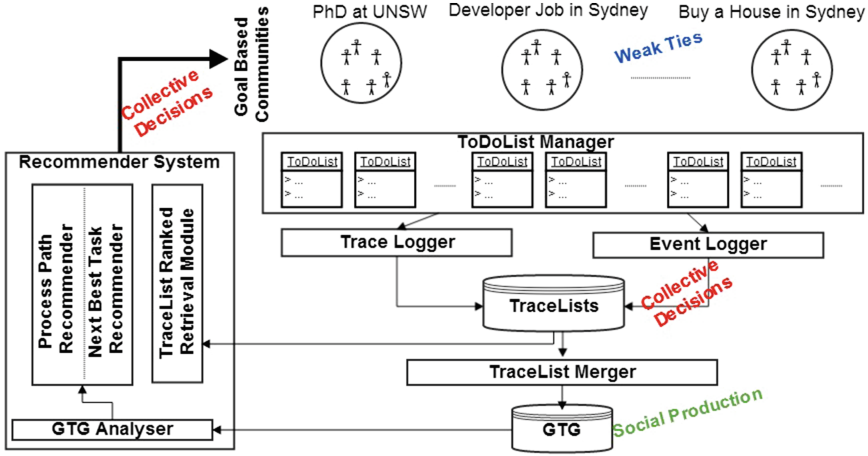 PhD at UNSW
Developer Job in Sydney
Buy a House in Sydney
Goal Based
Communities
Weak Ties
Collective
Decisions
ToDoList Manager
ToDoList
> ...
> ...
ToDoList
> ...
> ...
ToDoList
> ...
> ...
ToDoList
> ...
> ...
ToDoList
> ...
> ...
ToDoList
> ...
> ...
Recommender System
Process Path
Recommender
Next Best Task
Recommender
TraceList Ranked
Retrieval Module
Trace Logger
Event Logger
Collective
Decisions
TraceLists
TraceList Merger
GTG Analyser
GTG
Social Production